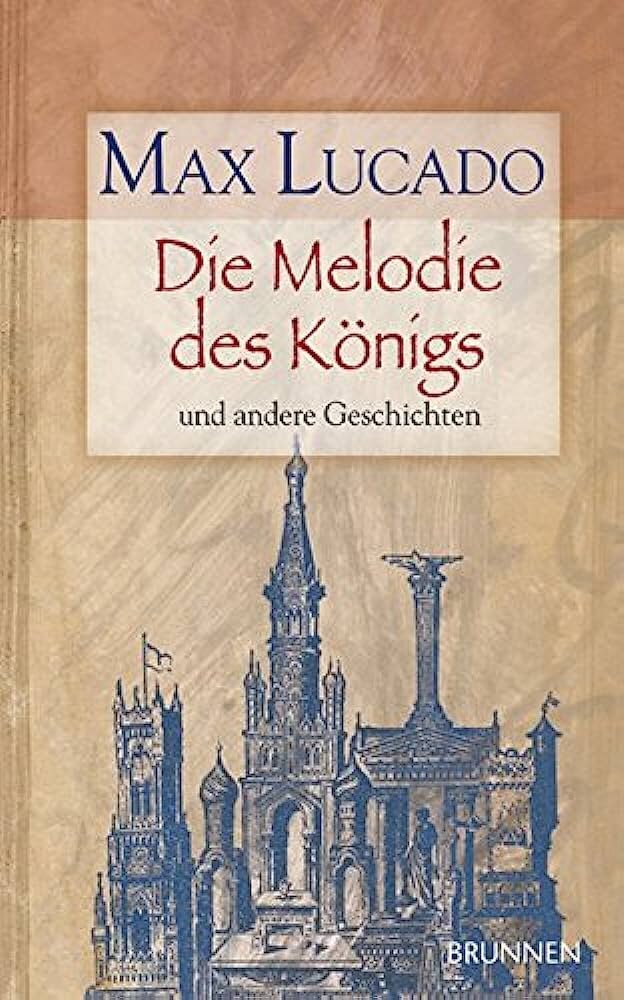 MAX LUCADO
Die Melodie
des Königs
und andere Geschichten
BRUNNEN